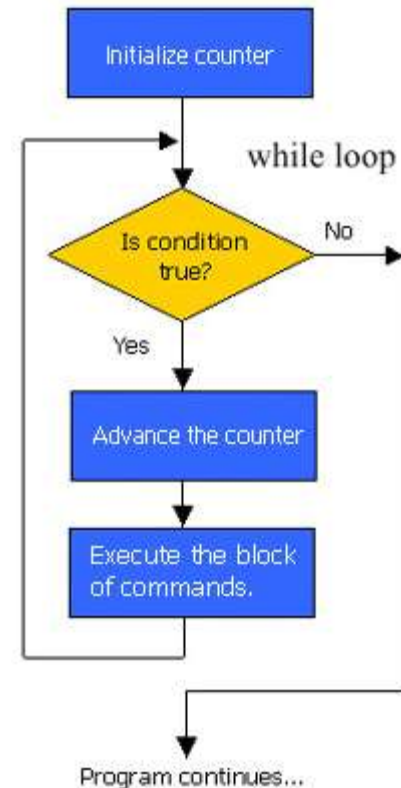 Initialize counter
while loop
Is condition
true?
No
Yes
Advance the counter
Execute the block
of commands.
Program continues...